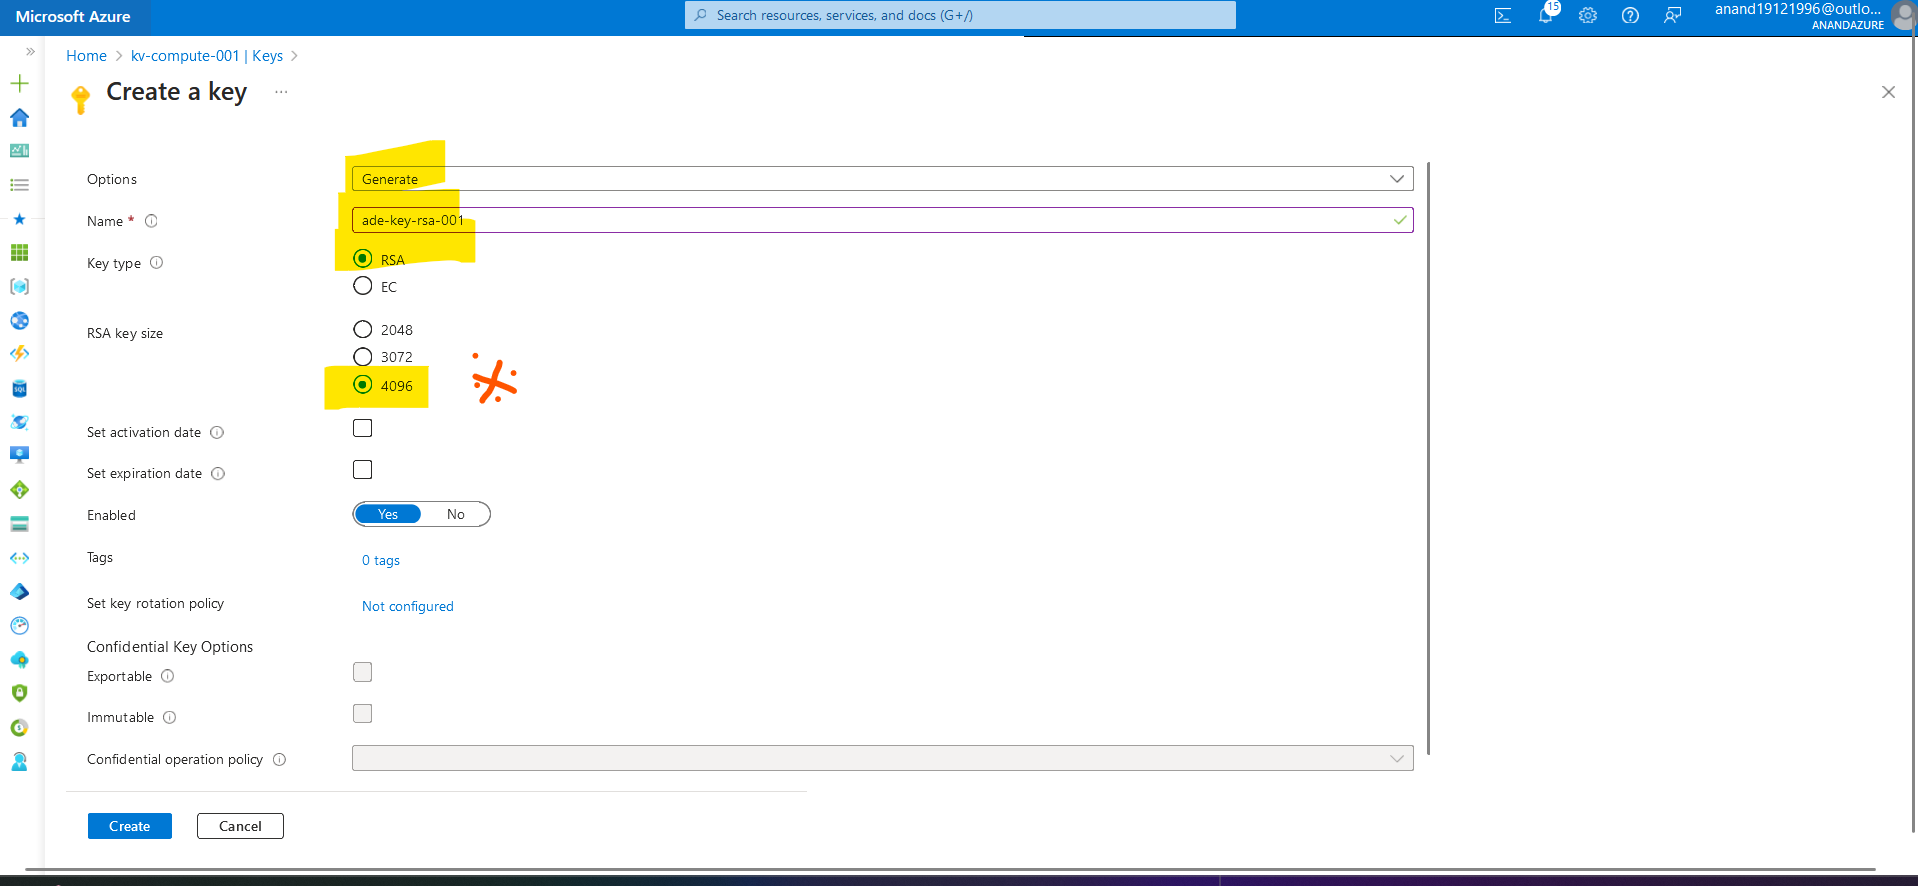 Microsoft Azure
Search resources, services, and docs (G+/)
15
anand19121996@outlo...
ANANDAZURE
Home > kv-compute-001 | Keys >
Create a key ...
Options
Generate
Name *
ade-key-rsa-001
Key type
RSA
EC
RSA key size
2048
3072
4096
Set activation date
Set expiration date
Enabled
Yes No
Tags
0 tags
Set key rotation policy
Not configured
Confidential Key Options
Exportable
Immutable
Confidential operation policy
Create
Cancel